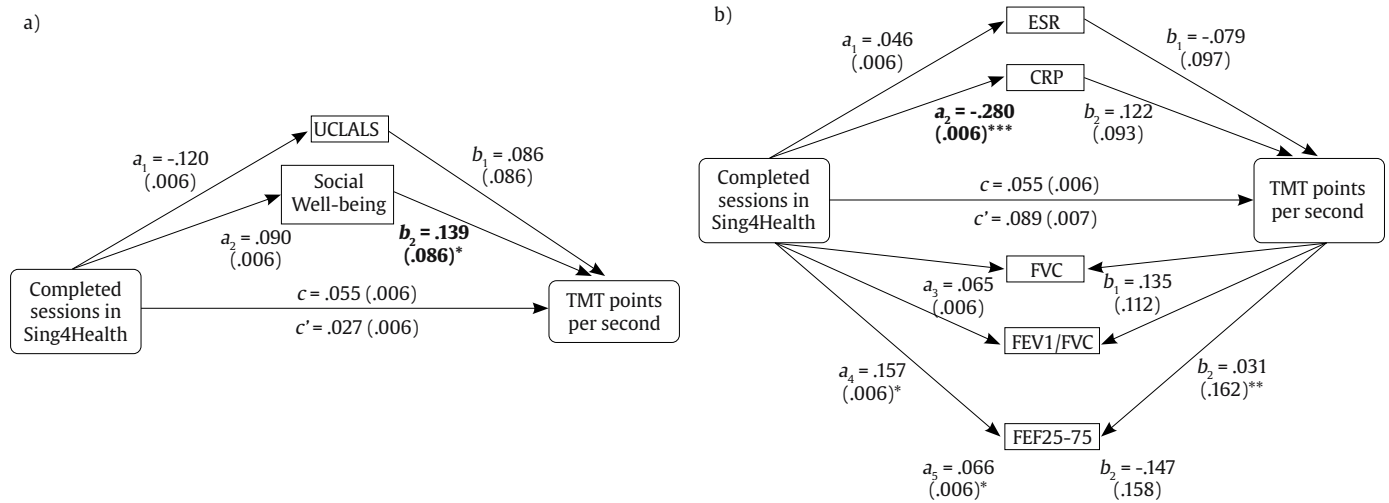 a)
UCLALS
a₁ = -.120
(.006)
b₁ = .086
(.086)
Social
Well-being
a₂ = .090
(.006)
b₂ = .139
(.086)*
Completed
sessions in
Sing4Health
c = .055 (.006)
c’ = .027 (.006)
TMT points
per second
b)
ESR
a₁ = .046
(.006)
b₁ = -.079
(.097)
CRP
a₂ = -.280
(.006)***
b₂ = .122
(.093)
Completed
sessions in
Sing4Health
c = .055 (.006)
c’ = .089 (.007)
TMT points
per second
FVC
a₃ = .065
(.006)
b₁ = .135
(.112)
FEV1/FVC
a₄ = .157
(.006)*
b₂ = .031
(.162)**
FEF25-75
a₅ = .066
(.006)*
b₂ = -.147
(.158)